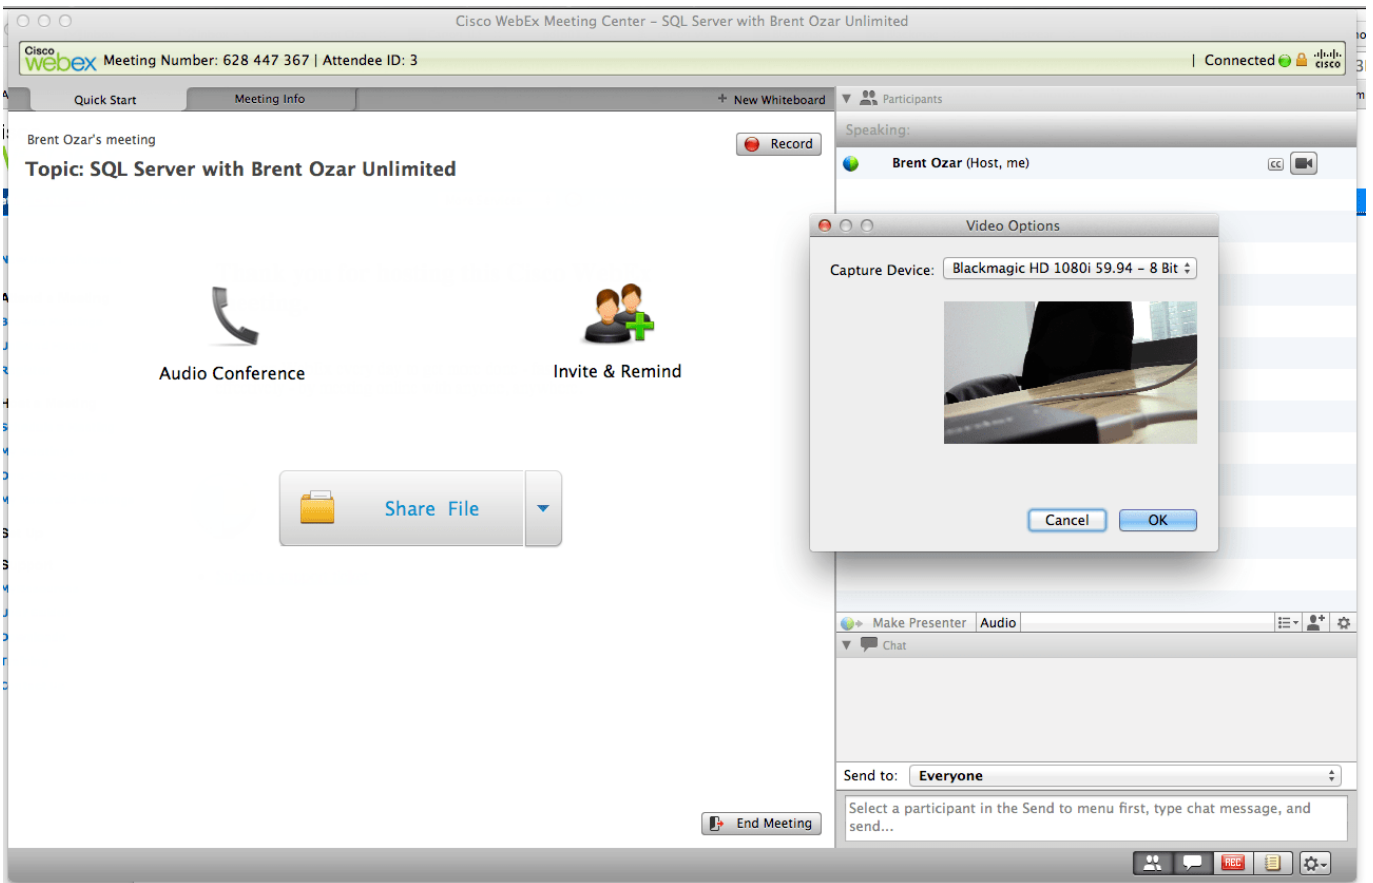 Cisco WebEx Meeting Center – SQL Server with Brent Ozar Unlimited
Cisco webex Meeting Number: 628 447 367 | Attendee ID: 3
| Connected cisco
Quick Start
Meeting Info
+ New Whiteboard
Brent Ozar's meeting
Record
Topic: SQL Server with Brent Ozar Unlimited
Audio Conference
Invite & Remind
Share File
End Meeting
Participants
Speaking:
Brent Ozar (Host, me)
CC
Video Options
Capture Device: Blackmagic HD 1080i 59.94 – 8 Bit
Cancel
OK
Make Presenter
Audio
Chat
Send to: Everyone
Select a participant in the Send to menu first, type chat message, and
send...
REC